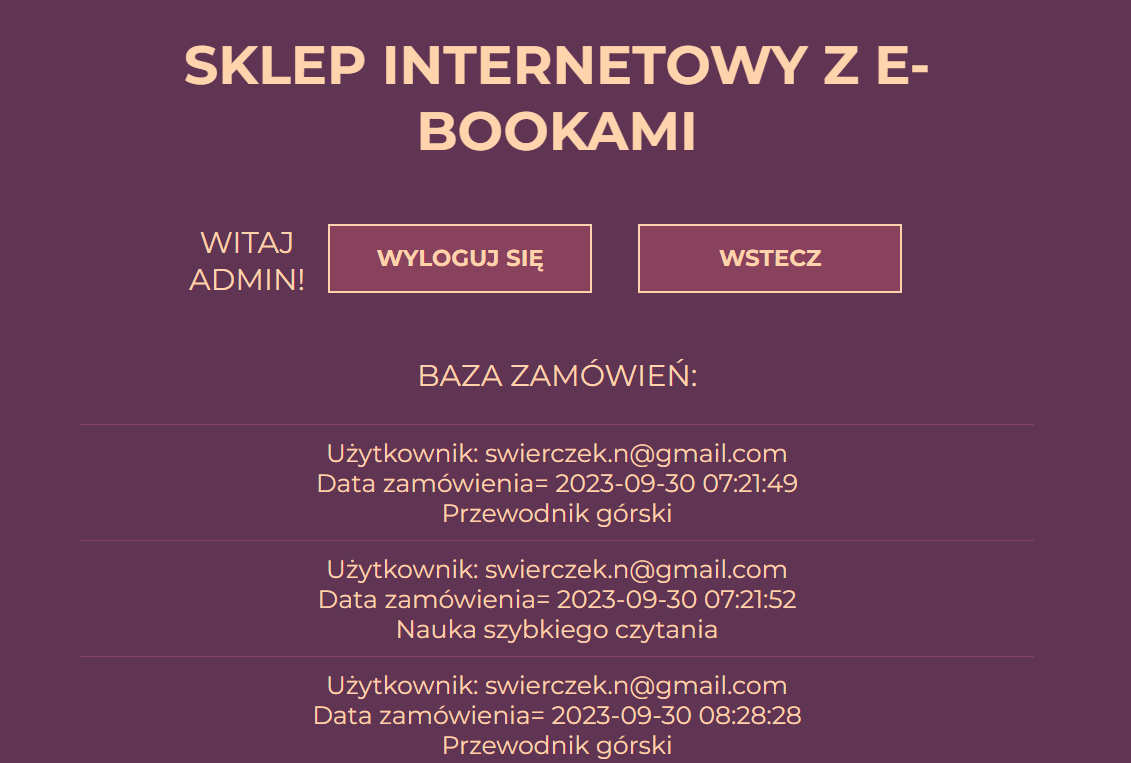 SKLEP INTERNETOWY Z E-
BOOKAMI
WITAJ
ADMIN!
WYLOGUJ SIĘ
WSTECZ
BAZA ZAMÓWIEŃ:
Użytkownik: swierczek.n@gmail.com
Data zamówienia= 2023-09-30 07:21:49
Przewodnik górski
Użytkownik: swierczek.n@gmail.com
Data zamówienia= 2023-09-30 07:21:52
Nauka szybkiego czytania
Użytkownik: swierczek.n@gmail.com
Data zamówienia= 2023-09-30 08:28:28
Przewodnik górski